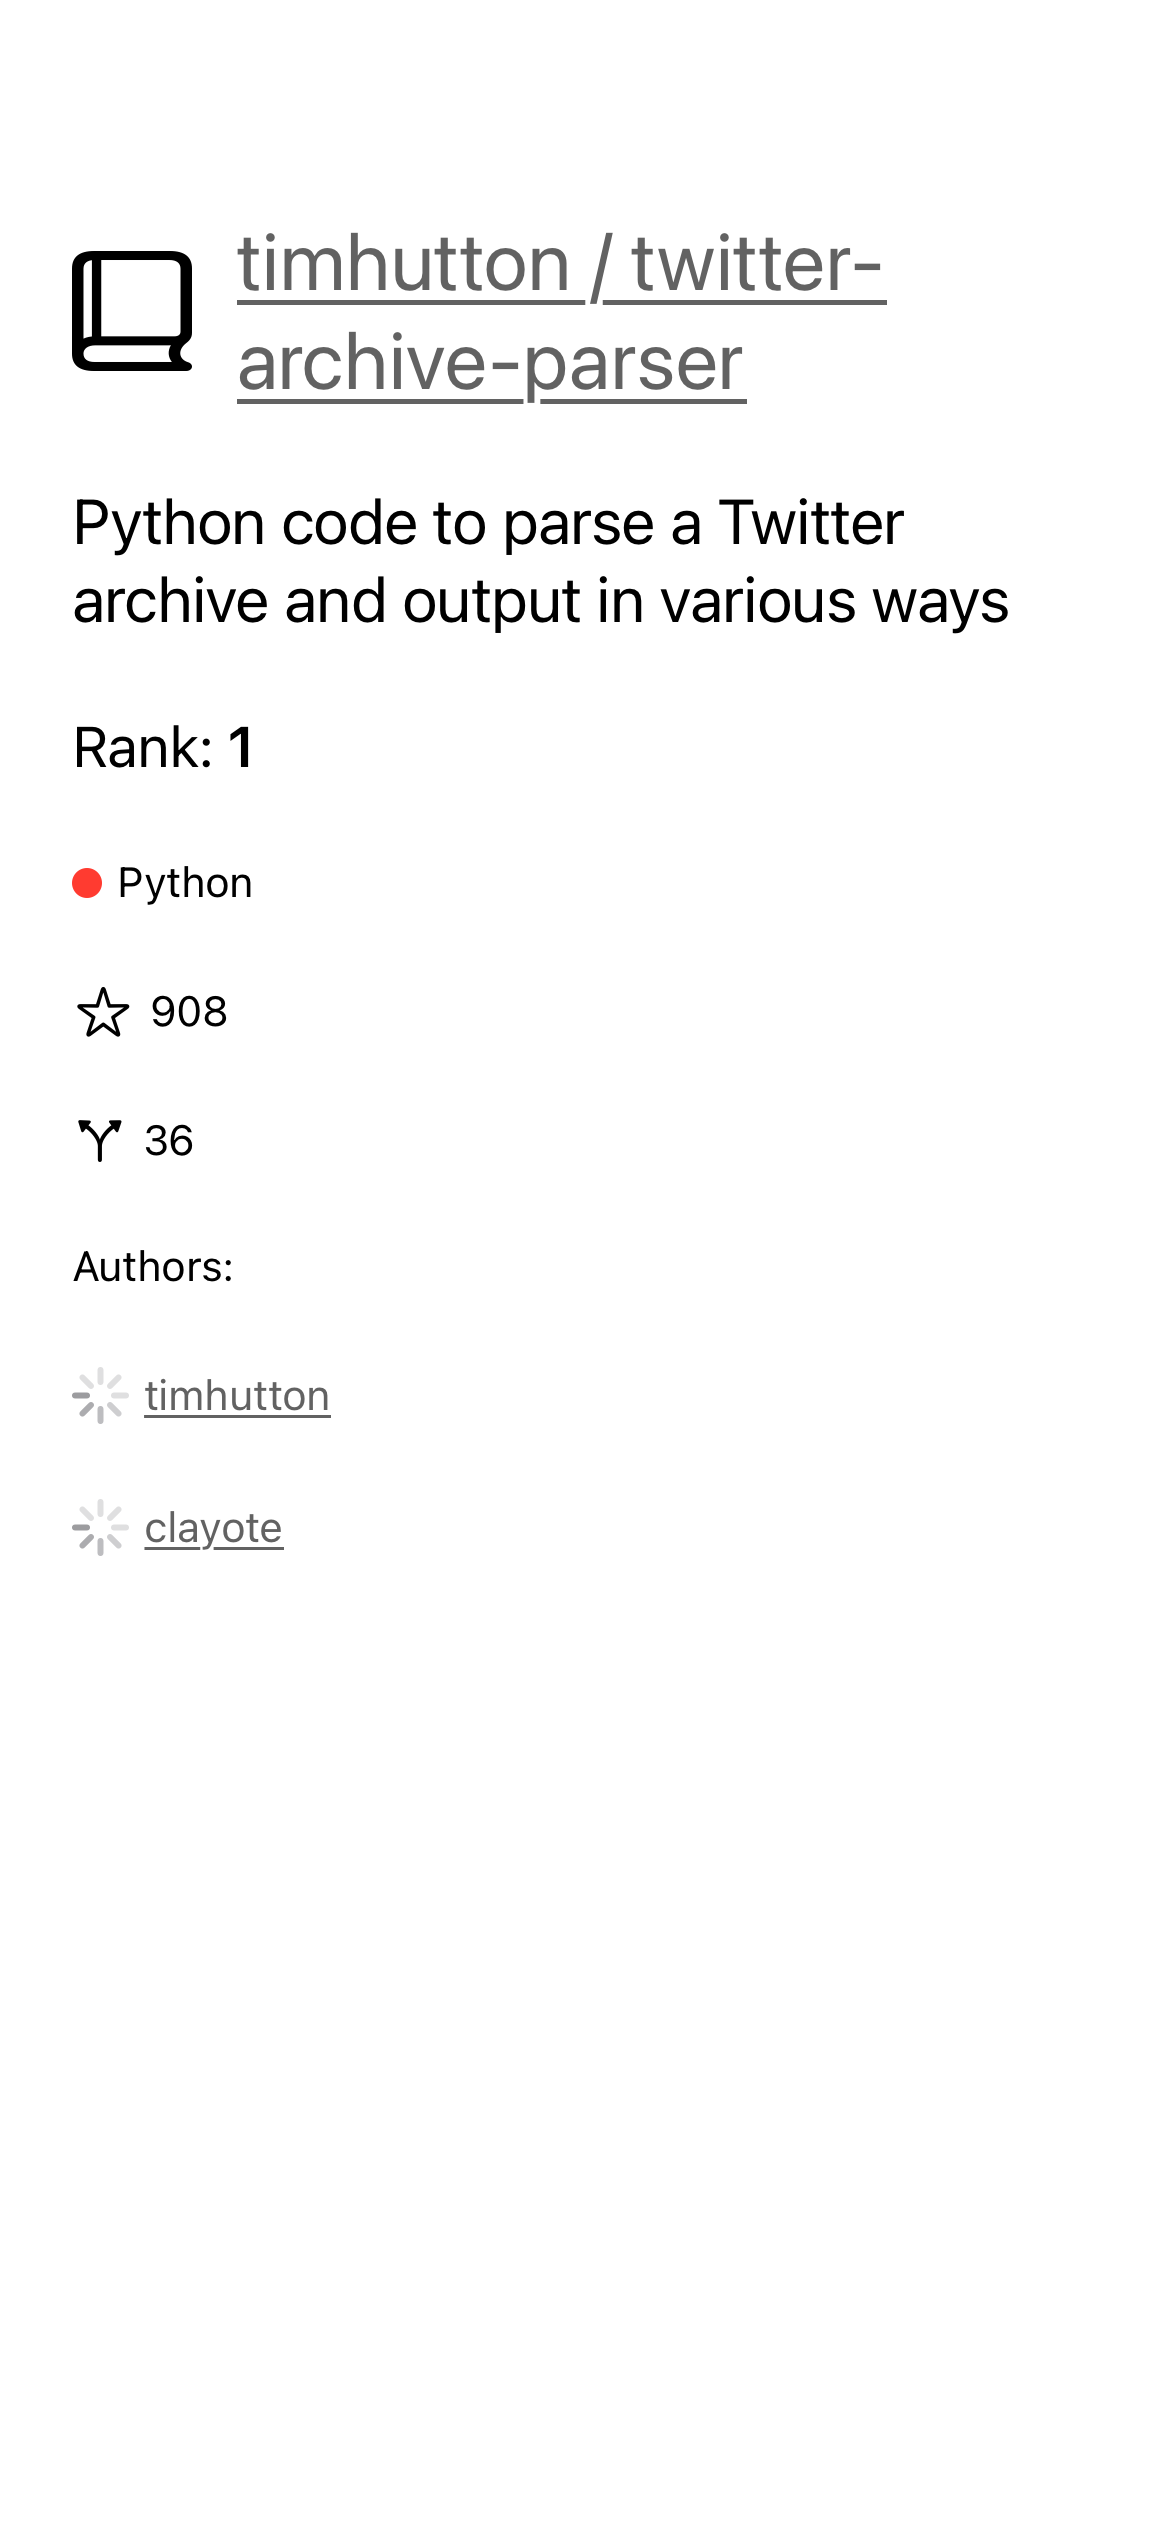 timhutton / twitter-
archive-parser
Python code to parse a Twitter
archive and output in various ways
Rank: 1
Python
908
36
Authors:
timhutton
clayote